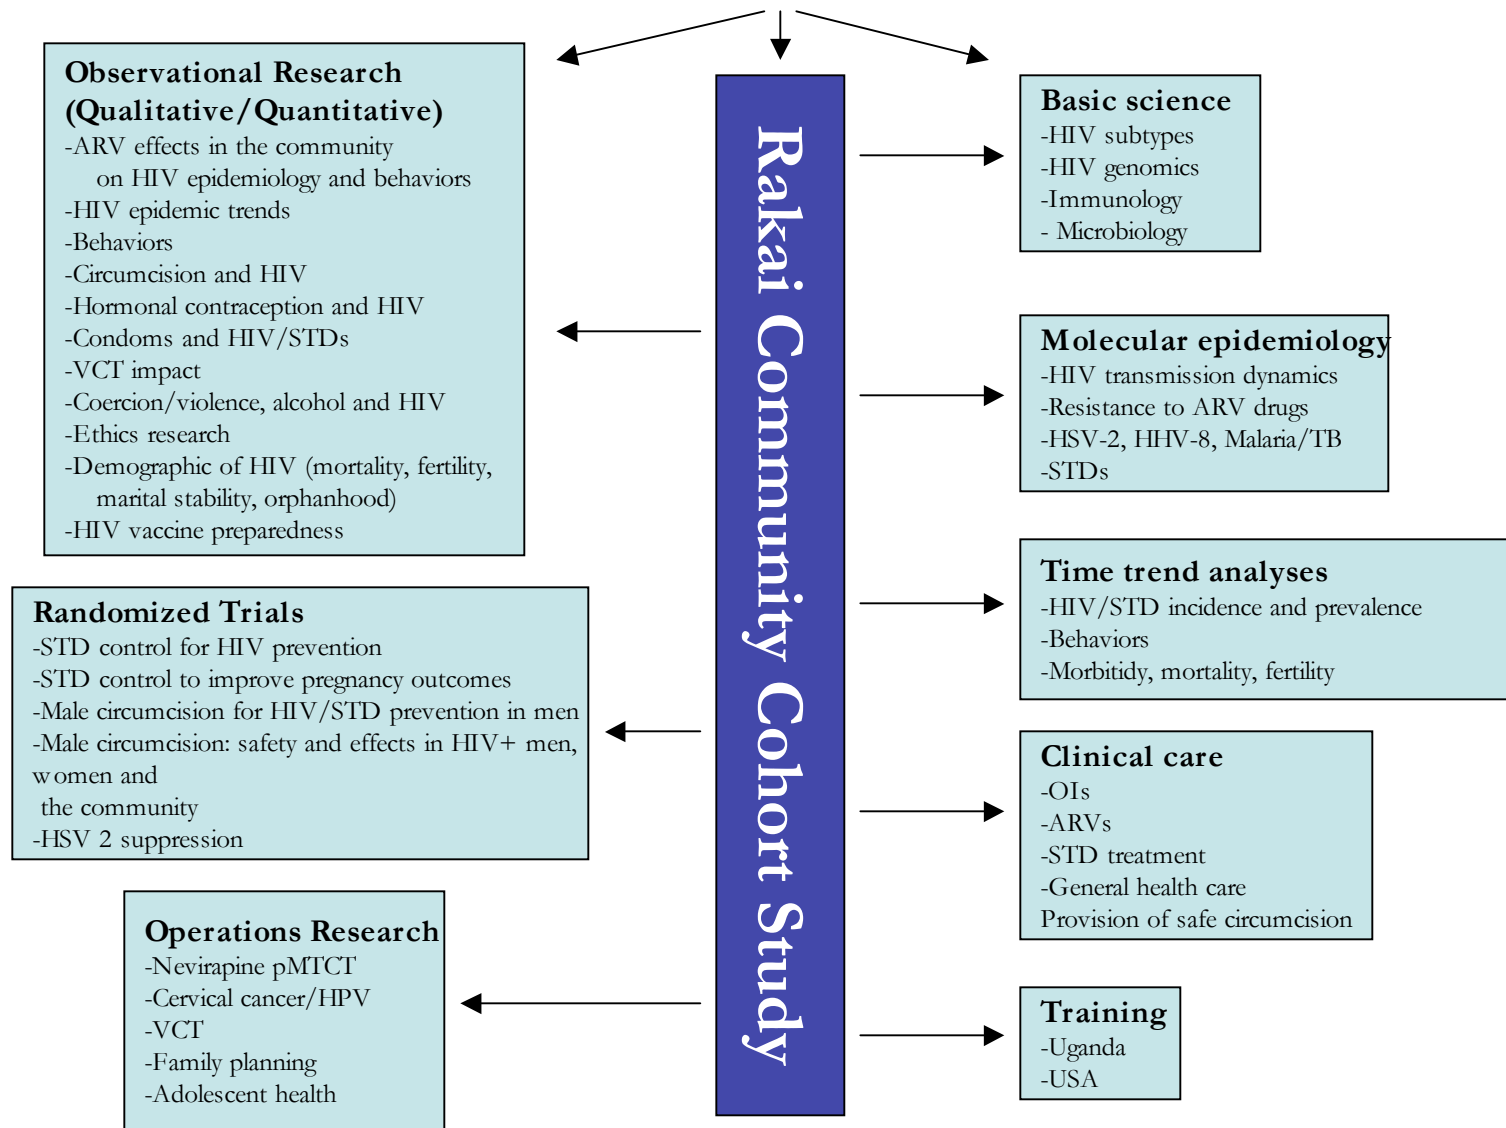 Observational Research
(Qualitative/Quantitative)
-ARV effects in the community
on HIV epidemiology and behaviors
-HIV epidemic trends
-Behaviors
-Circumcision and HIV
-Hormonal contraception and HIV
-Condoms and HIV/STDs
-VCT impact
-Coercion/violence, alcohol and HIV
-Ethics research
-Demographic of HIV (mortality, fertility,
marital stability, orphanhood)
-HIV vaccine preparedness
Randomized Trials
-STD control for HIV prevention
-STD control to improve pregnancy outcomes
-Male circumcision for HIV/STD prevention in men
-Male circumcision: safety and effects in HIV+ men,
women and
the community
-HSV 2 suppression
Operations Research
-Nevirapine pMTCT
-Cervical cancer/HPV
-VCT
-Family planning
-Adolescent health
Rakai Community Cohort Study
Basic science
-HIV subtypes
-HIV genomics
-Immunology
- Microbiology
Molecular epidemiology
-HIV transmission dynamics
-Resistance to ARV drugs
-HSV-2, HHV-8, Malaria/TB
-STDs
Time trend analyses
-HIV/STD incidence and prevalence
-Behaviors
-Morbitidy, mortality, fertility
Clinical care
-OIs
-ARVs
-STD treatment
-General health care
Provision of safe circumcision
Training
-Uganda
-USA